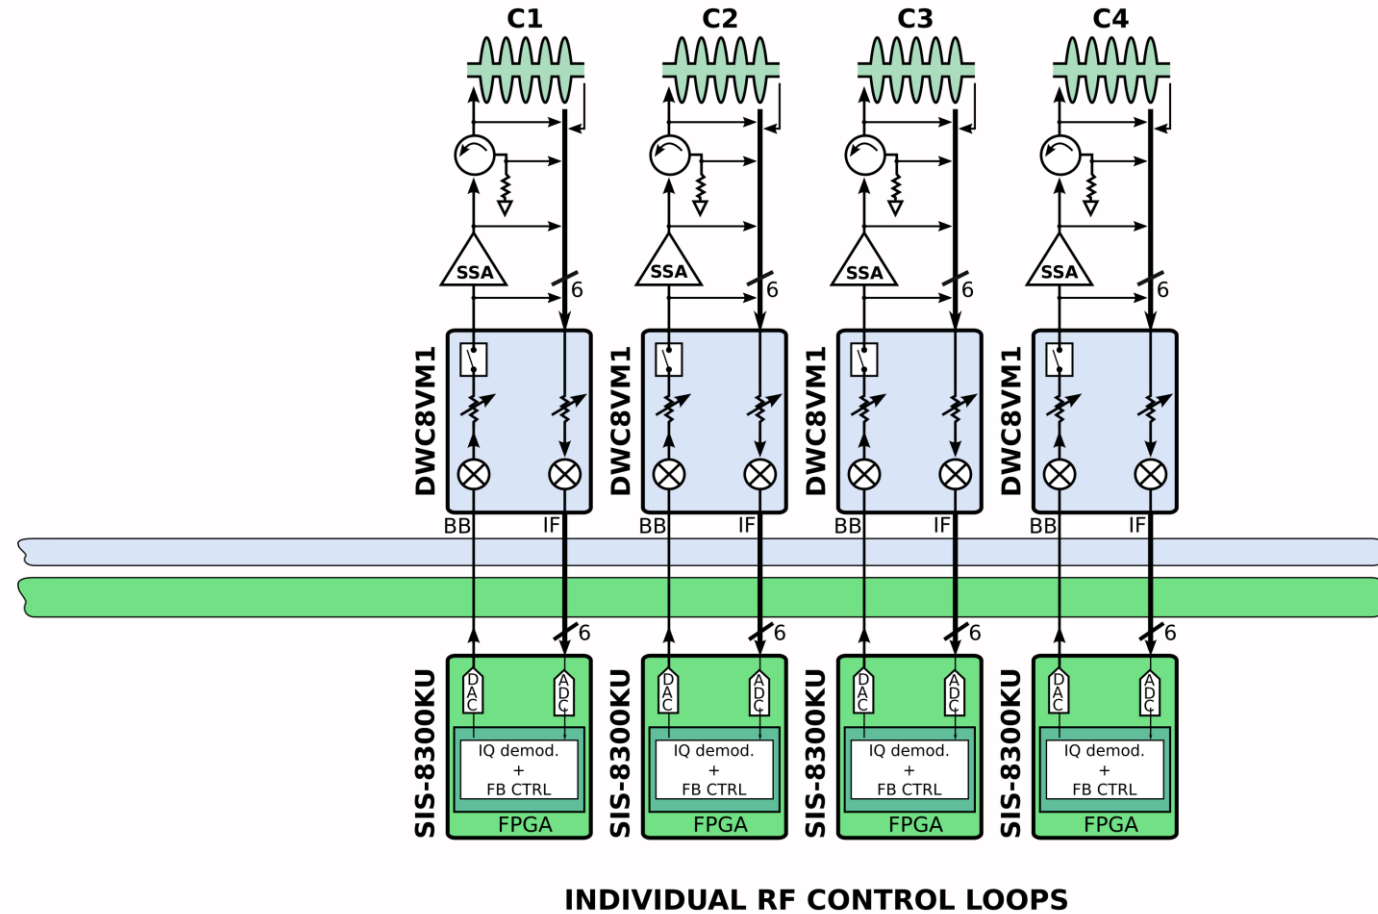 C1 C2 C3 C4
SSA SSA SSA SSA
6 6 6 6
DWC8VM1 DWC8VM1 DWC8VM1 DWC8VM1
BB IF BB IF BB IF BB IF
6 6 6 6
SIS-8300KU SIS-8300KU SIS-8300KU SIS-8300KU
DAC ADC DAC ADC DAC ADC DAC ADC
IQ demod. IQ demod. IQ demod. IQ demod.
+ + + +
FB CTRL FB CTRL FB CTRL FB CTRL
FPGA FPGA FPGA FPGA
INDIVIDUAL RF CONTROL LOOPS